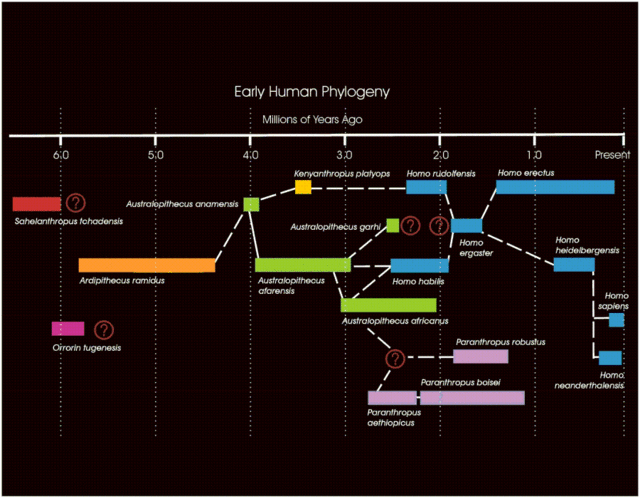 Early Human Phylogeny
Millions of Years Ago
6.0 5.0 4.0 3.0 2.0 1.0 Present
Kenyanthropus platyops
Homo rudolfensis
Homo erectus
?
Australopithecus anamensis
Sahelanthropus tchadensis
Australopithecus garhi
? ?
Homo
ergaster
Homo
heidelbergensis
Ardipithecus ramidus
Australopithecus
afarensis
Homo habilis
Homo
sapiens
Australopithecus africanus
?
Orrorin tugenesis
Paranthropus robustus
?
Homo
neanderthalensis
Paranthropus boisei
Paranthropus
aethiopicus